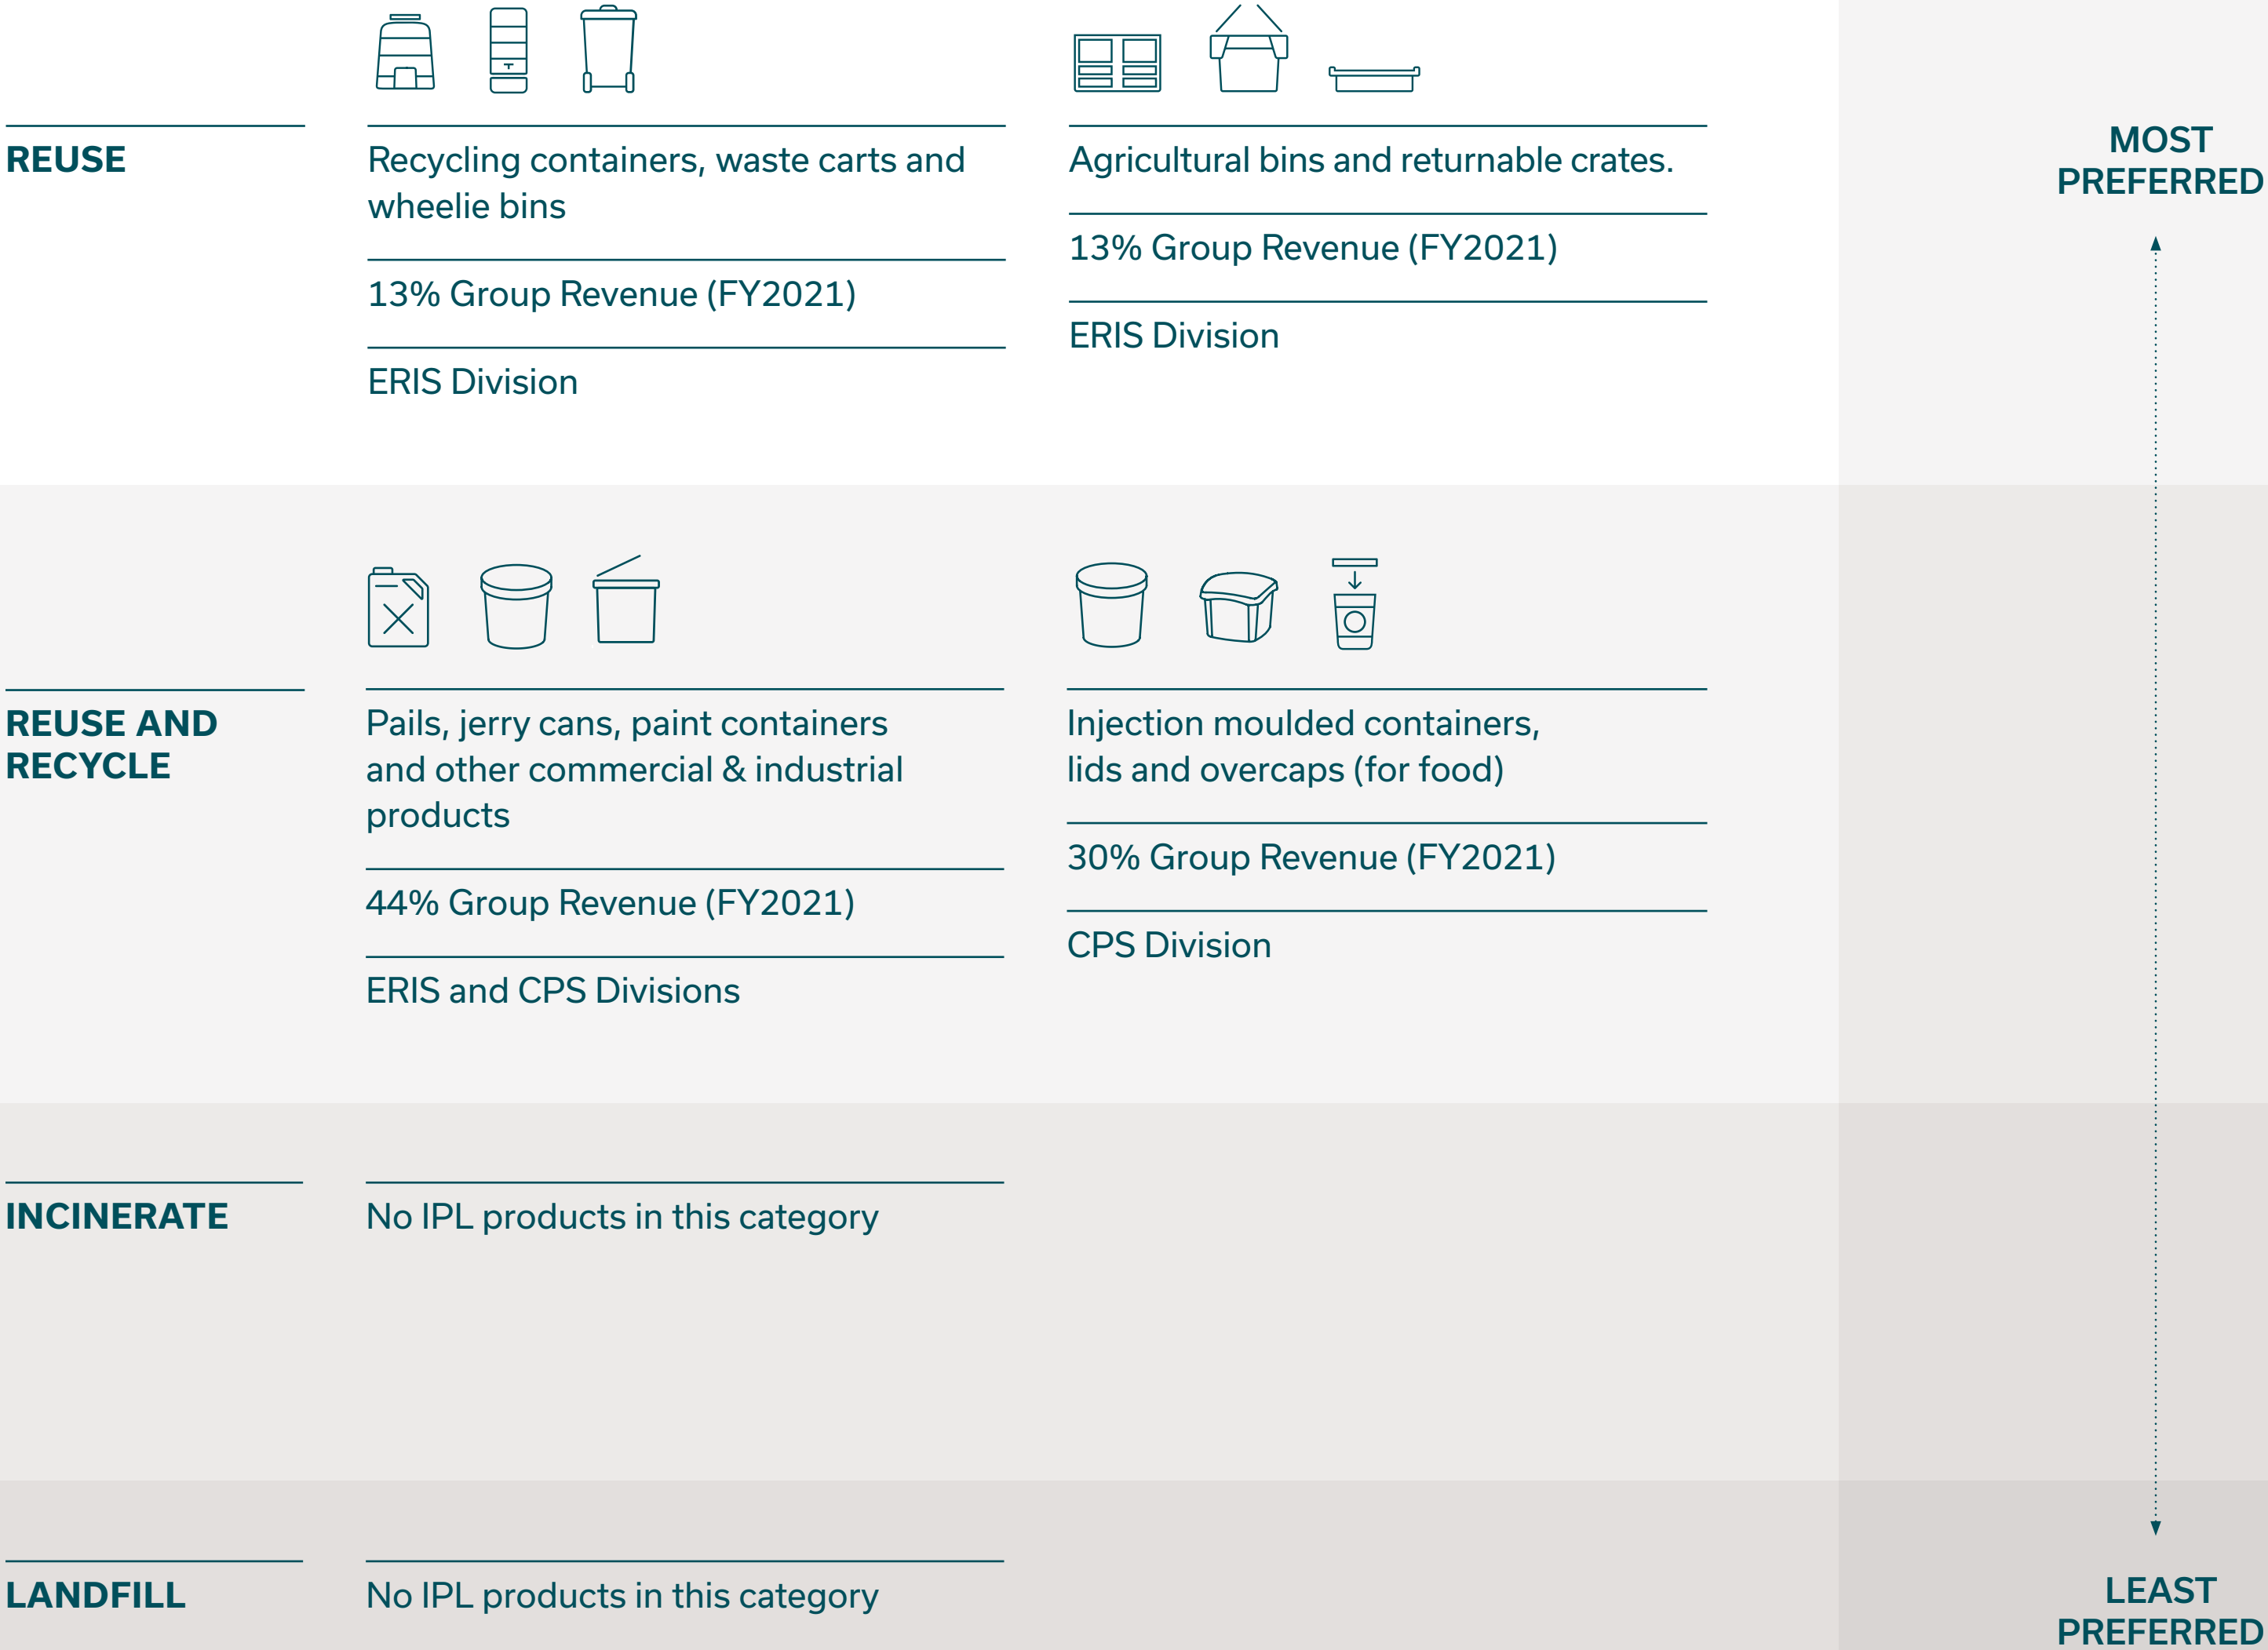 REUSE
Recycling containers, waste carts and
wheelie bins
13% Group Revenue (FY2021)
ERIS Division
Agricultural bins and returnable crates.
13% Group Revenue (FY2021)
ERIS Division
MOST
PREFERRED
REUSE AND
RECYCLE
Pails, jerry cans, paint containers
and other commercial & industrial
products
44% Group Revenue (FY2021)
ERIS and CPS Divisions
Injection moulded containers,
lids and overcaps (for food)
30% Group Revenue (FY2021)
CPS Division
INCINERATE
No IPL products in this category
LANDFILL
No IPL products in this category
LEAST
PREFERRED